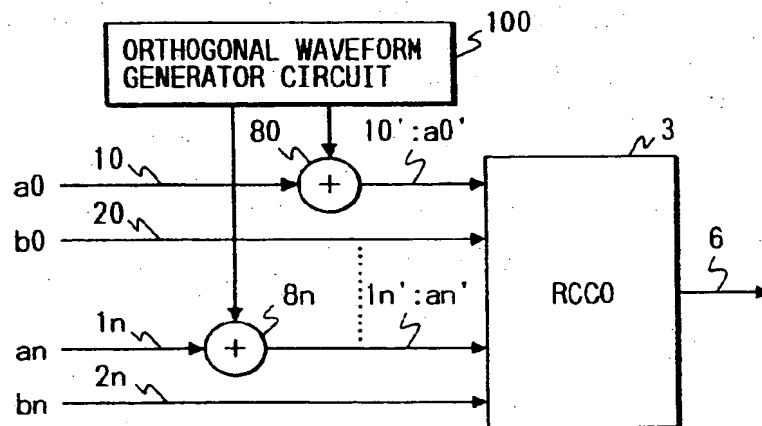 100
ORTHOGONAL WAVEFORM
GENERATOR CIRCUIT
80
10':a0'
3
10
a0
+
20
b0
6
RCCO
8n
1n':an'
1n
an
+
2n
bn